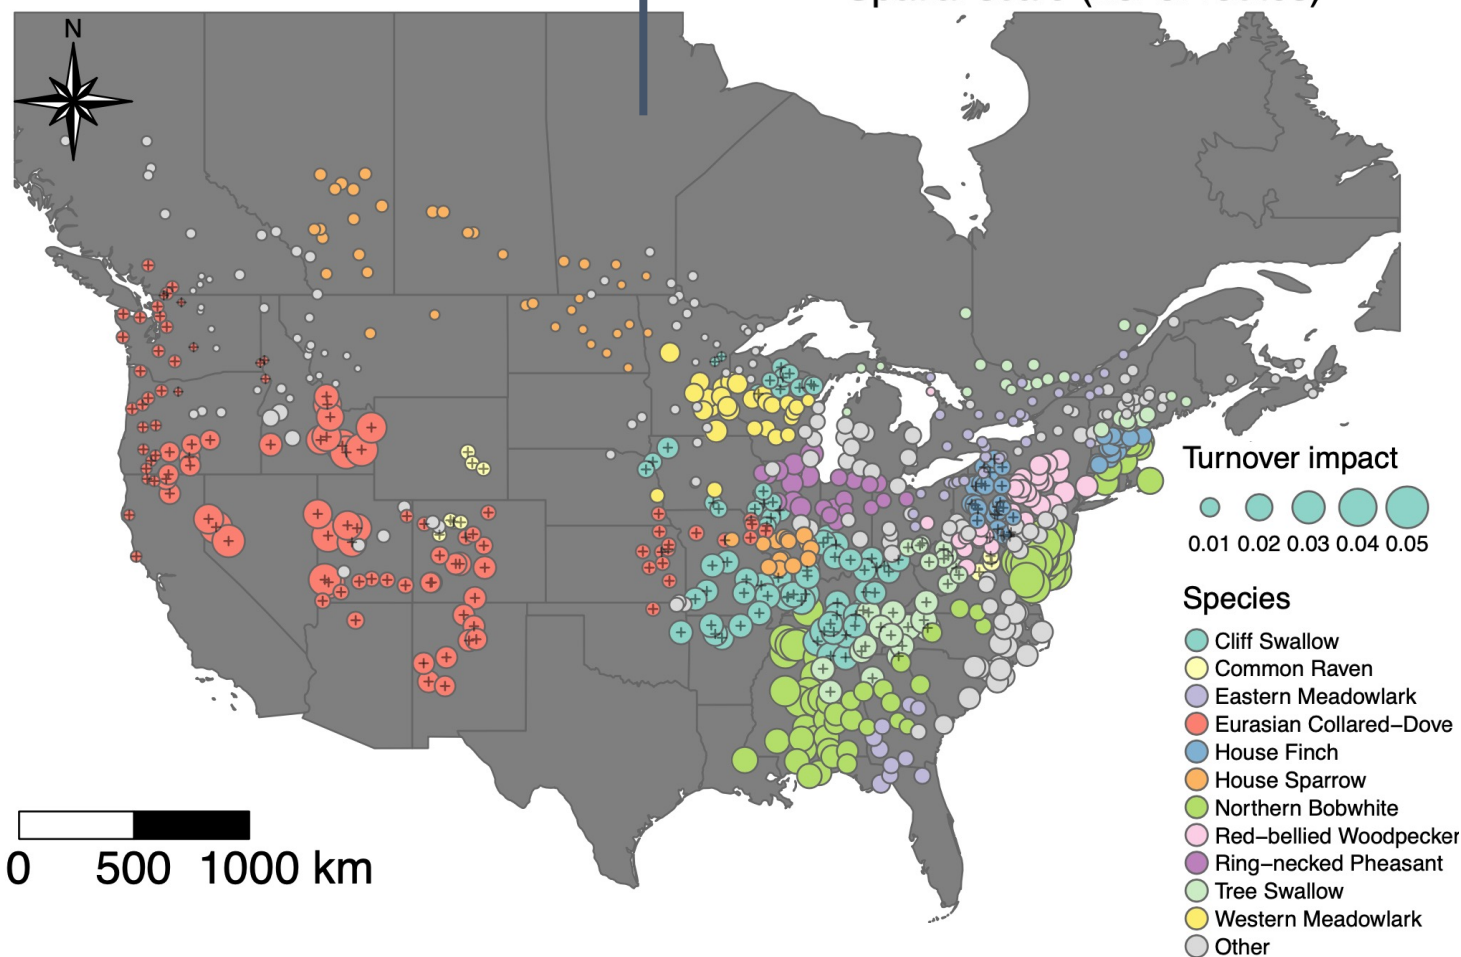 N
Turnover impact
0.01 0.02 0.03 0.04 0.05
Species
Cliff Swallow
Common Raven
Eastern Meadowlark
Eurasian Collared−Dove
House Finch
House Sparrow
Northern Bobwhite
Red−bellied Woodpecker
Ring−necked Pheasant
Tree Swallow
Western Meadowlark
Other
0 500 1000 km